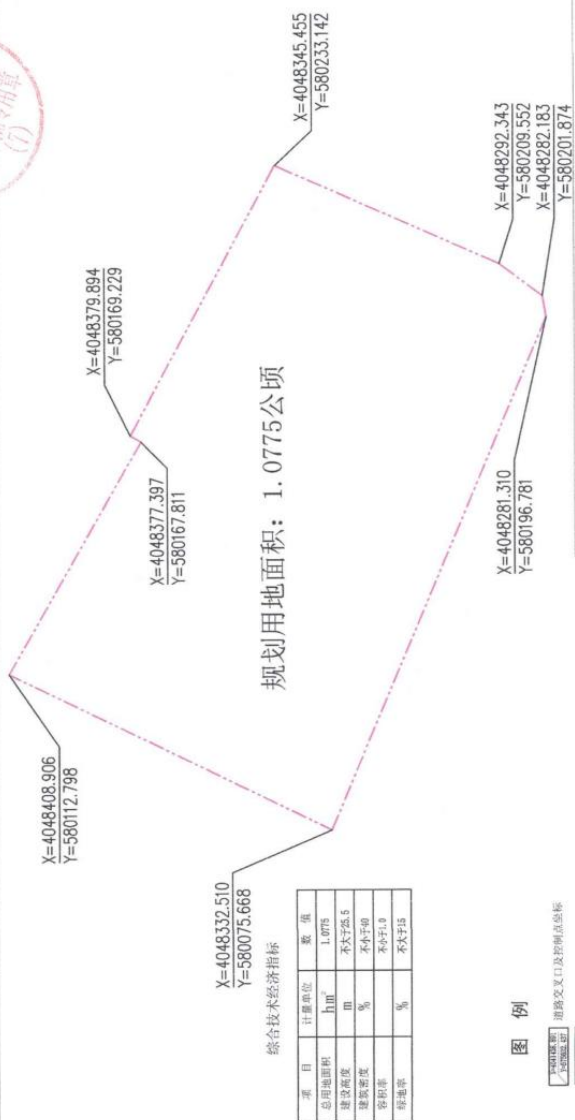 (7)
X=4048345.455
Y=580233.142
X=4048379.894
Y=580169.229
X=4048377.397
Y=580167.811
X=4048408.906
Y=580112.798
X=4048292.343
Y=580209.552
X=4048282.183
Y=580201.874
规划用地面积：1.0775公顷
X=4048281.310
Y=580196.781
X=4048332.510
Y=580075.668
综合技术经济指标
项 目 计量单位 数 值
总用地面积 hm² 1.0775
建设高度 m 不大于25.5
建筑密度 % 不小于40
容积率 不小于1.0
绿地率 % 不大于15
图 例
道路交叉口及控制点坐标